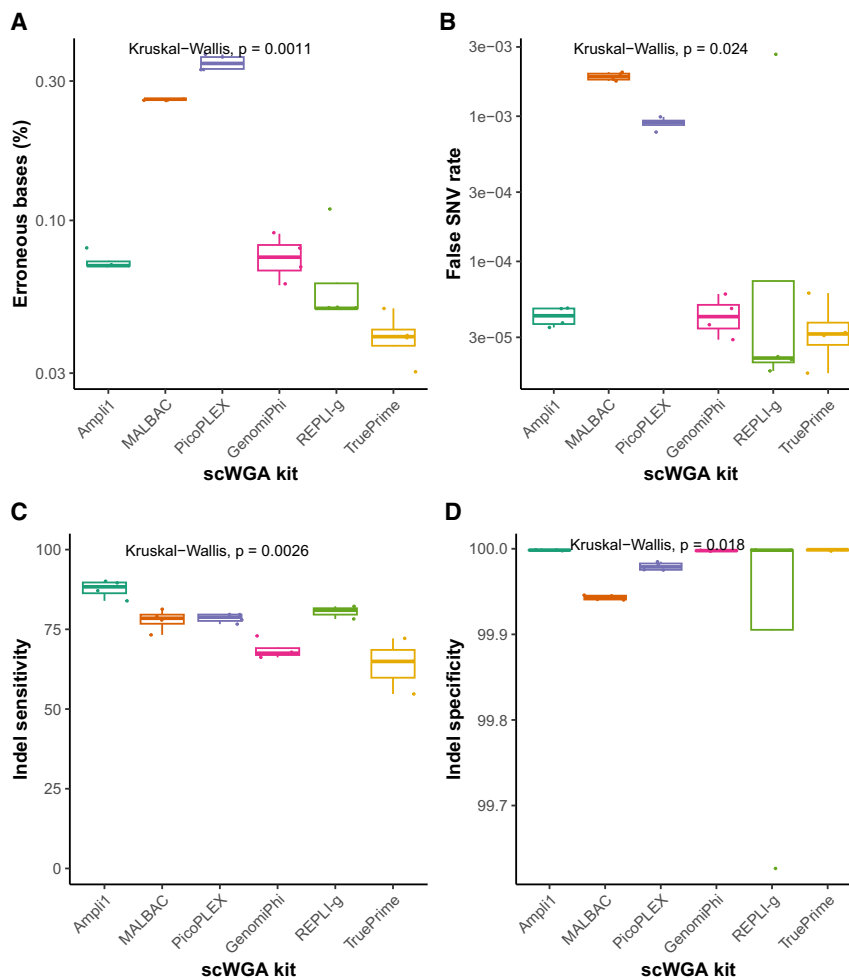 A
Kruskal−Wallis, p = 0.0011
Erroneous bases (%)
0.30
0.10
0.03
Ampli1
MALBAC
PicoPLEX
GenomiPhi
REPLI-g
TruePrime
scWGA kit
B
Kruskal−Wallis, p = 0.024
False SNV rate
3e−03
1e−03
3e−04
1e−04
3e−05
Ampli1
MALBAC
PicoPLEX
GenomiPhi
REPLI-g
TruePrime
scWGA kit
C
Kruskal−Wallis, p = 0.0026
Indel sensitivity
100
75
50
25
0
Ampli1
MALBAC
PicoPLEX
GenomiPhi
REPLI-g
TruePrime
scWGA kit
D
Kruskal−Wallis, p = 0.018
Indel specificity
100.0
99.9
99.8
99.7
Ampli1
MALBAC
PicoPLEX
GenomiPhi
REPLI-g
TruePrime
scWGA kit